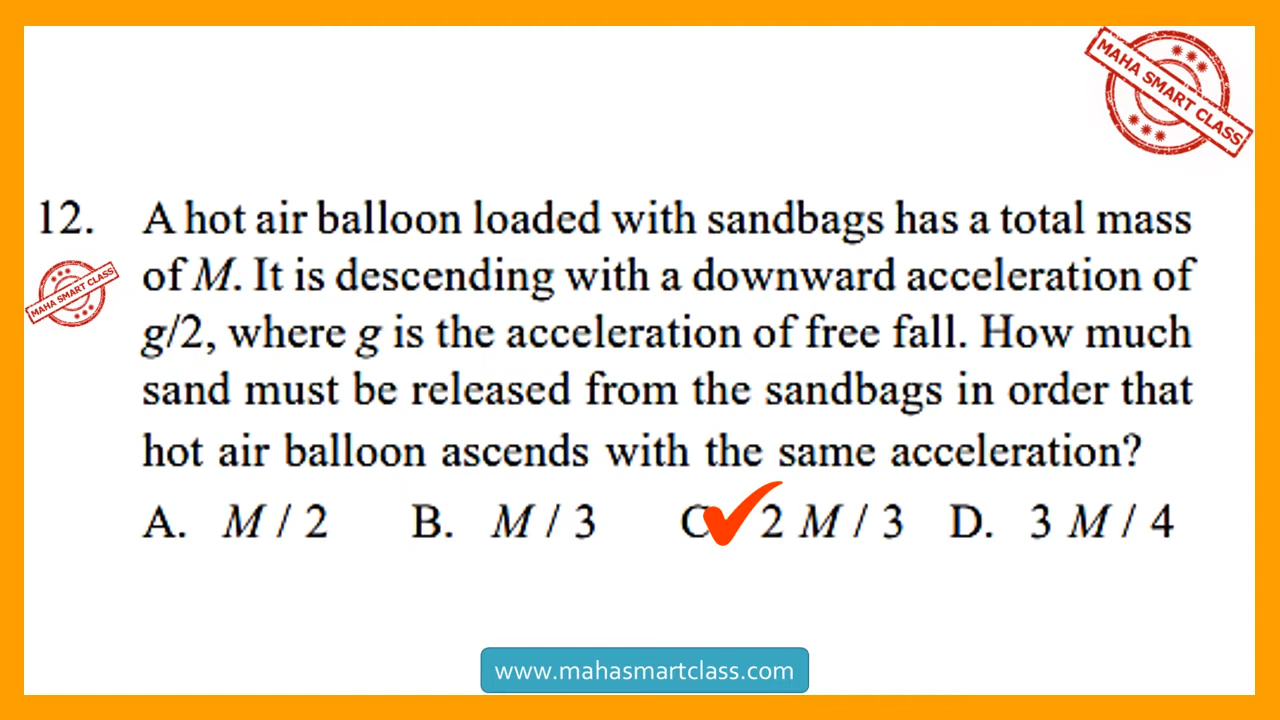 MAHA SMART CLASS
12. A hot air balloon loaded with sandbags has a total mass
of M. It is descending with a downward acceleration of
MAHA SMART CLASS
g/2, where g is the acceleration of free fall. How much
sand must be released from the sandbags in order that
hot air balloon ascends with the same acceleration?
A. M / 2 B. M / 3 C 2 M / 3 D. 3 M / 4
www.mahasmartclass.com